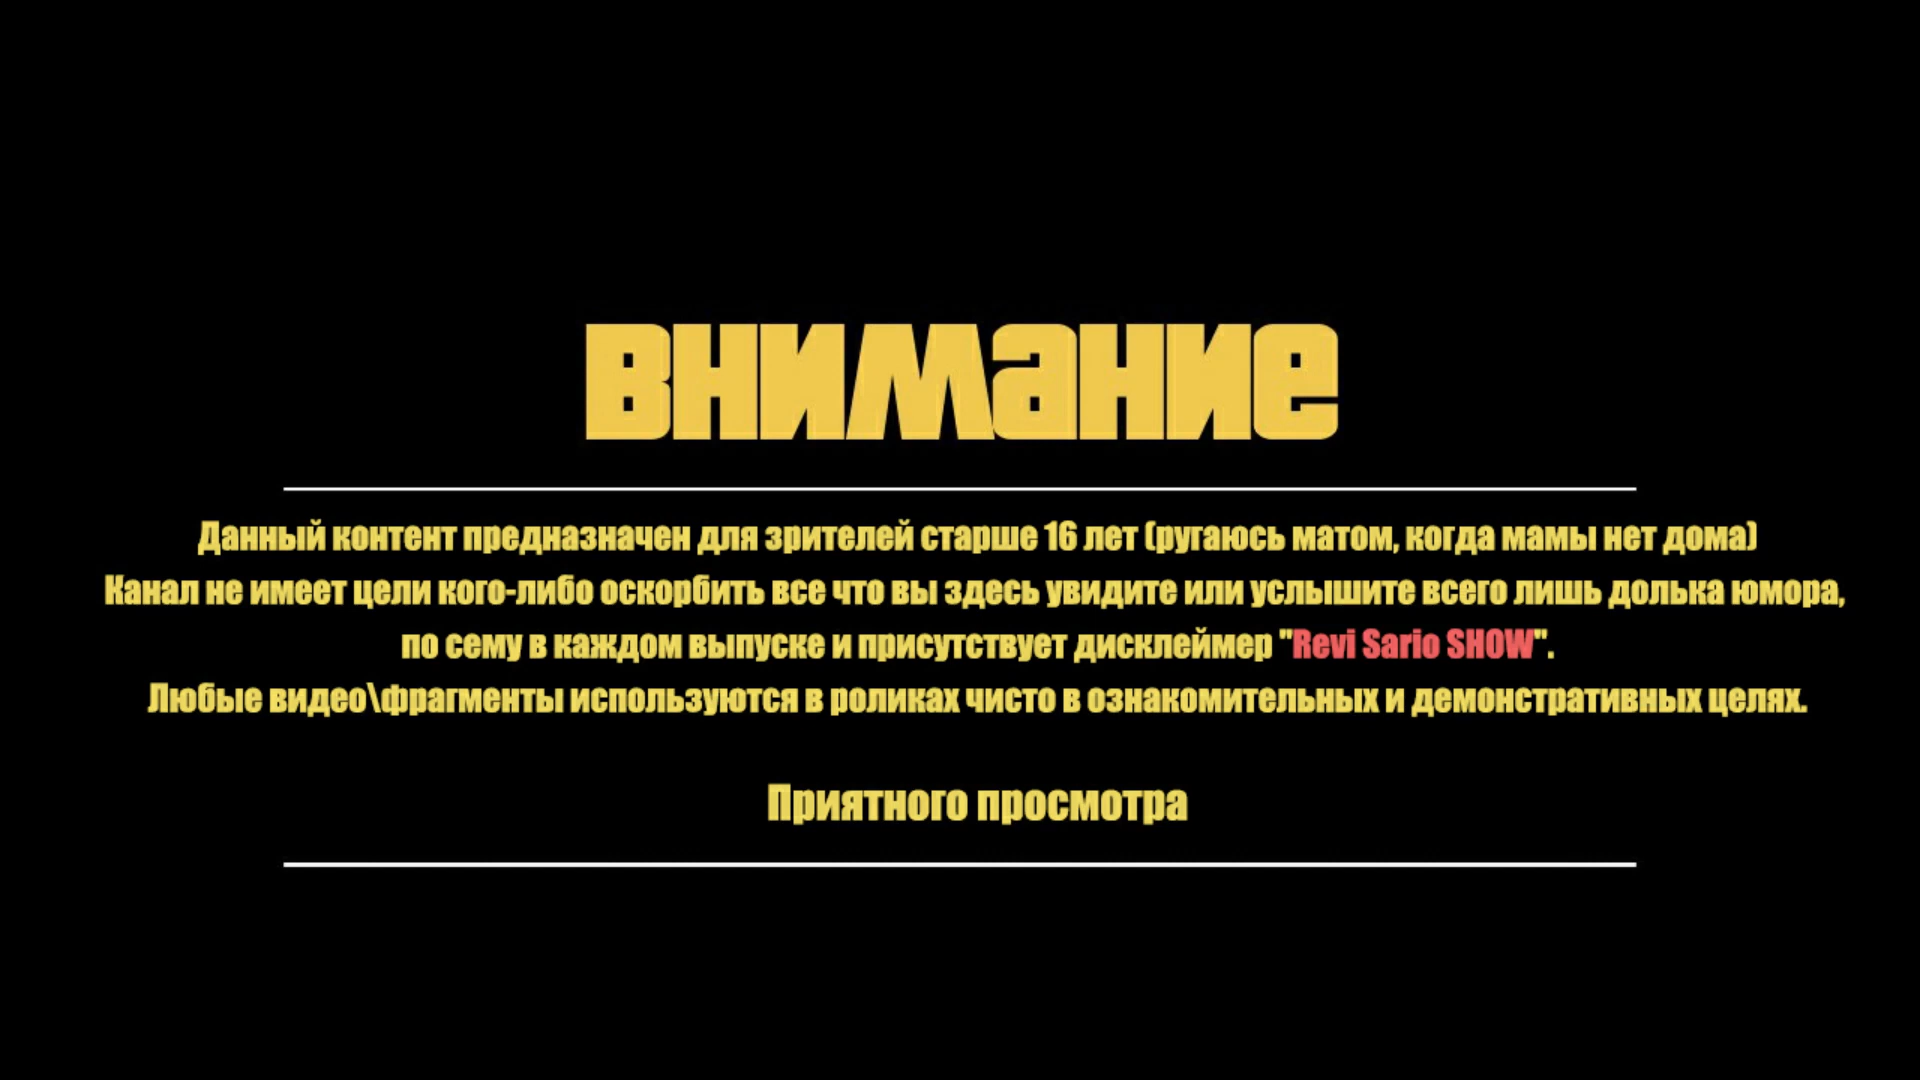 внимание
Данный контент предназначен для зрителей старше 16 лет (ругаюсь матом, когда мамы нет дома)
Канал не имеет цели кого-либо оскорбить все что вы здесь увидите или услышите всего лишь долька юмора,
по сему в каждом выпуске и присутствует дисклеймер "Revi Sario SHOW".
Любые видео\фрагменты используются в роликах чисто в ознакомительных и демонстративных целях.
Приятного просмотра